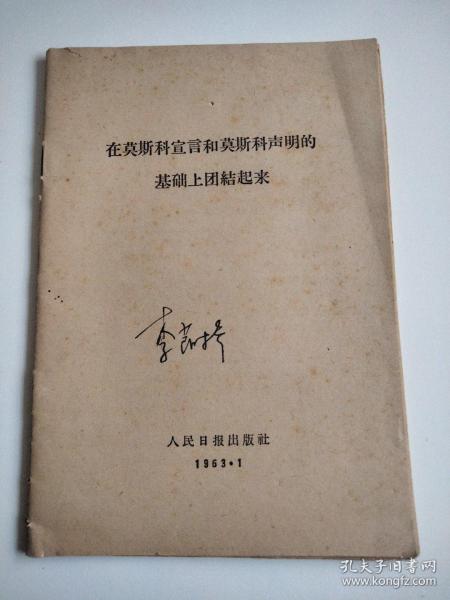 在莫斯科宣言和莫斯科声明的
基础上团結起来
人民日报出版社
1963·1
孔夫子旧书网
www.kongfz.com